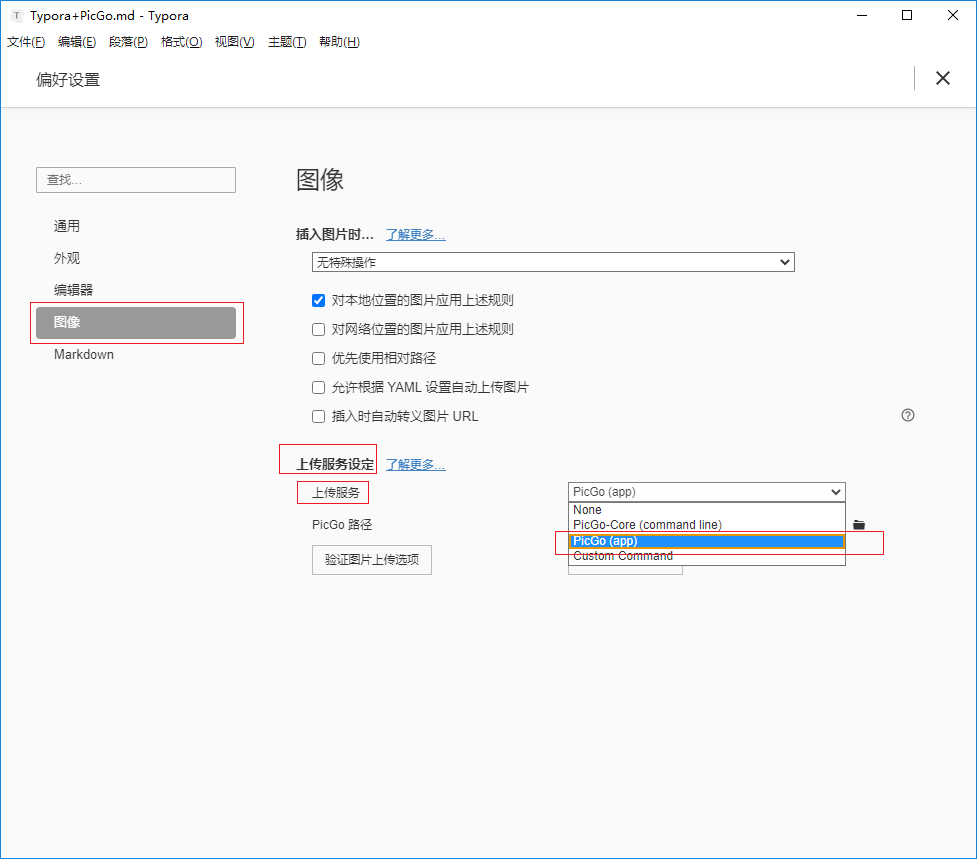 T Typora+PicGo.md - Typora
文件(F) 编辑(E) 段落(P) 格式(O) 视图(V) 主题(T) 帮助(H)
偏好设置
查找...
通用
外观
编辑器
图像
Markdown
图像
插入图片时... 了解更多...
无特殊操作
对本地位置的图片应用上述规则
对网络位置的图片应用上述规则
优先使用相对路径
允许根据 YAML 设置自动上传图片
插入时自动转义图片 URL
上传服务设定 了解更多...
上传服务 PicGo (app)
None
PicGo-Core (command line)
PicGo (app)
Custom Command
PicGo 路径
验证图片上传选项